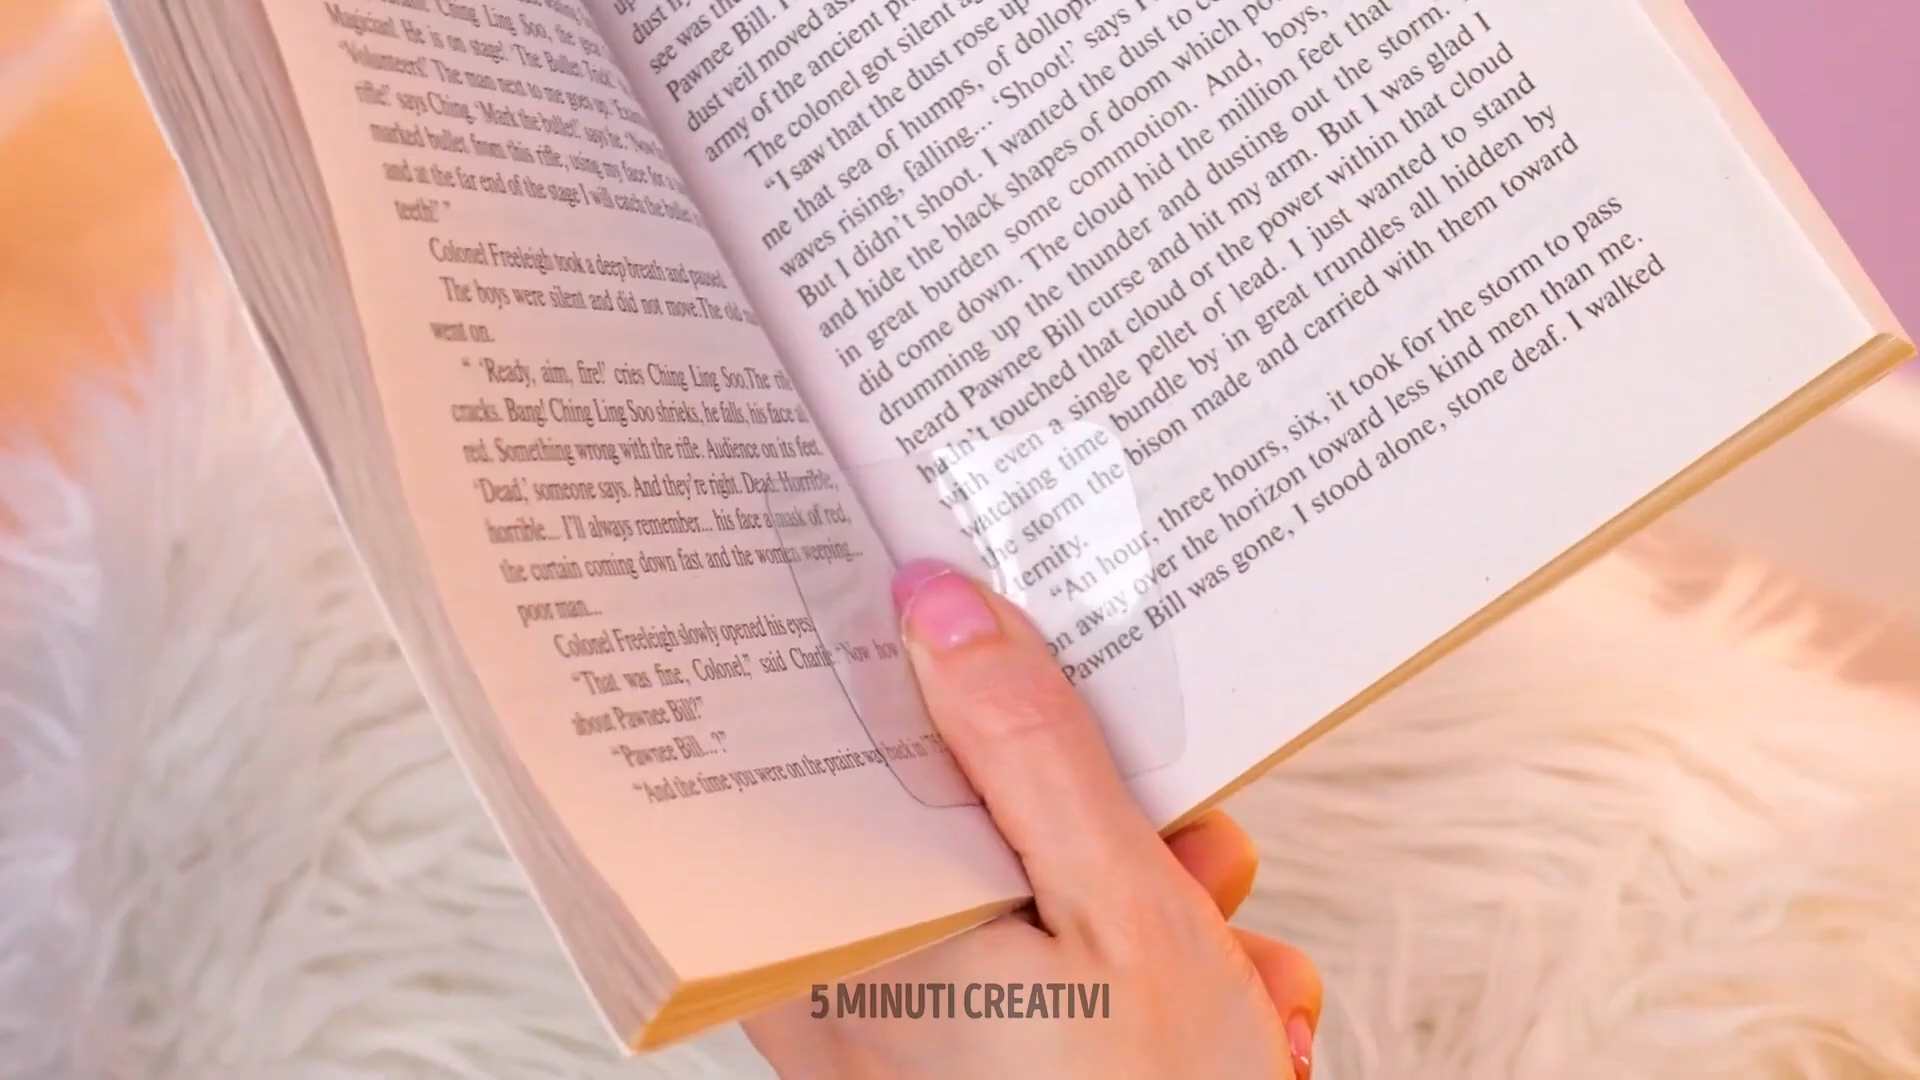 Ching Ling Soo, the
Magician! He is on stage! 'The Bullet Trick.'
"Volunteers!" The man next to me goes up.
rifle!' says Ching. 'Mark the bullet!' says he. 'Now
marked bullet from this rifle, using my face for a
and at the far end of the stage I will catch the bullet
teeth!' "
Colonel Freeleigh took a deep breath and paused.
The boys were silent and did not move.The old
went on.
" 'Ready, aim, fire!' cries Ching Ling Soo.The
cracks. Bang! Ching Ling Soo shrieks, he falls, his face
red. Something wrong with the rifle. Audience on its feet.
'Dead,' someone says. And they're right. Dead. Horrible,
horrible... I'll always remember... his face a mask of red,
the curtain coming down fast and the women weeping...
poor man...
Colonel Freeleigh slowly opened his eyes.
"That was fine, Colonel," said Charlie. "Now how
about Pawnee Bill?"
"Pawnee Bill...?"
"And the time you were on the prairie way back in
see was
Pawnee Bill.
dust veil moved
army of the ancient
The colonel got silent
"I saw that the dust rose up
me that sea of humps, of
waves rising, falling... 'Shoot!' says
But I didn't shoot. I wanted the dust to
and hide the black shapes of doom which
in great burden some commotion. And, boys,
did come down. The cloud hid the million feet that
drumming up the thunder and dusting out the storm.
heard Pawnee Bill curse and hit my arm. But I was glad I
hadn't touched that cloud or the power within that cloud
with even a single pellet of lead. I just wanted to stand
watching time bundle by in great trundles all hidden by
the storm the bison made and carried with them toward
eternity.
"An hour, three hours, six, it took for the storm to pass
on away over the horizon toward less kind men than me.
Pawnee Bill was gone, I stood alone, stone deaf. I walked
5 MINUTI CREATIVI